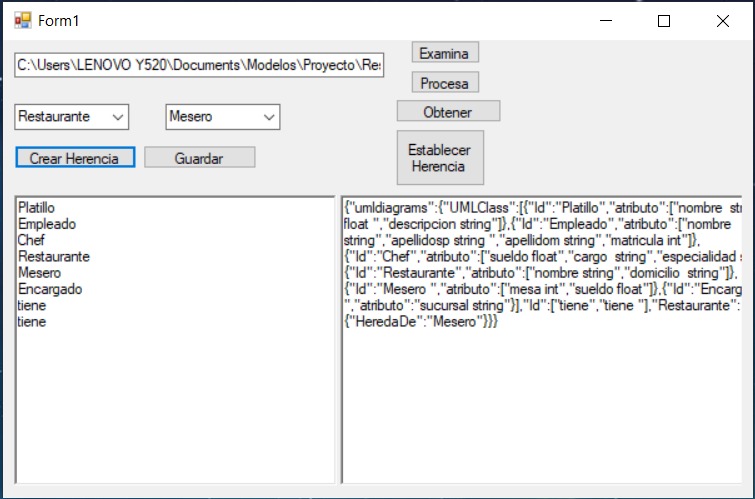 Form1
C:\Users\LENOVO Y520\Documents\Modelos\Proyecto\Res
Examina
Procesa
Restaurante
Mesero
Obtener
Crear Herencia
Guardar
Establecer
Herencia
Platillo
Empleado
Chef
Restaurante
Mesero
Encargado
tiene
tiene
{"umldiagrams":{"UMLClass":[{"Id":"Platillo","atributo":["nombre  str
float ","descripcion string"]},{"Id":"Empleado","atributo":["nombre
string","apellidosp string ","apellidom string","matricula int"]},
{"Id":"Chef","atributo":["sueldo float","cargo  string","especialidad s
{"Id":"Restaurante","atributo":["nombre string","domicilio  string"]},
{"Id":"Mesero ","atributo":["mesa int","sueldo float"]},{"Id":"Encarg
","atributo":"sucursal string"}],"Id":["tiene","tiene "],"Restaurante":
{"HeredaDe":"Mesero"}}}